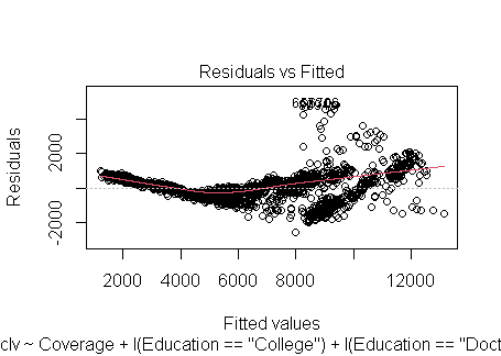 Residuals vs Fitted
Residuals
2000
-2000
2000
4000
6000
8000
12000
Fitted values
clv ~ Coverage + I(Education == "College") + I(Education == "Doct